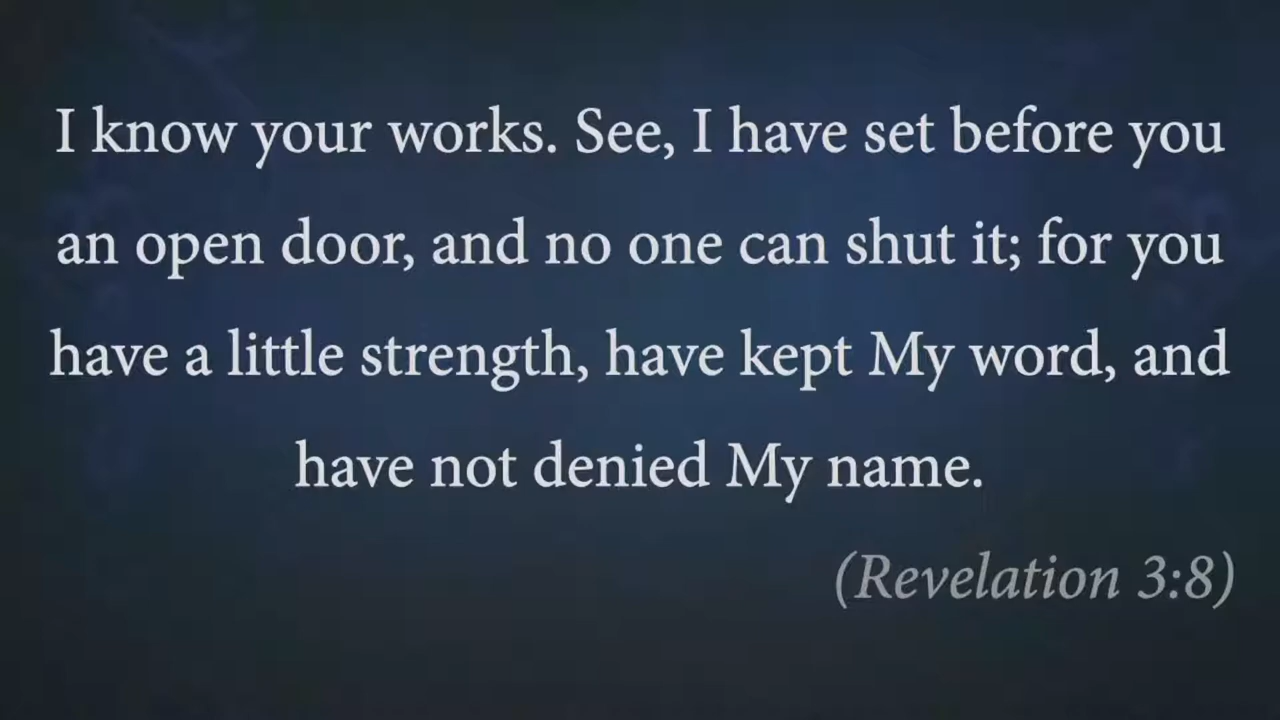 I know your works. See, I have set before you
an open door, and no one can shut it; for you
have a little strength, have kept My word, and
have not denied My name.
(Revelation 3:8)